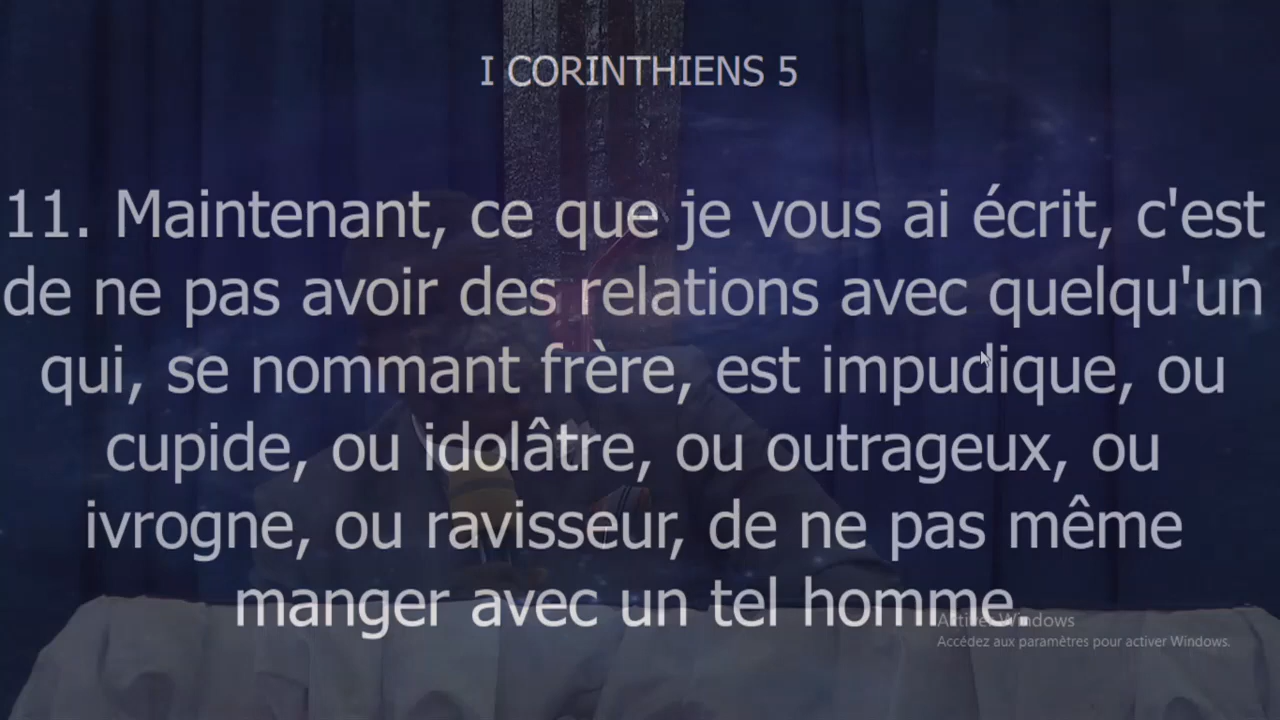 I CORINTHIENS 5
11. Maintenant, ce que je vous ai écrit, c'est
de ne pas avoir des relations avec quelqu'un
qui, se nommant frère, est impudique, ou
cupide, ou idolâtre, ou outrageux, ou
ivrogne, ou ravisseur, de ne pas même
manger avec un tel homme.
Activer Windows
Accédez aux paramètres pour activer Windows.